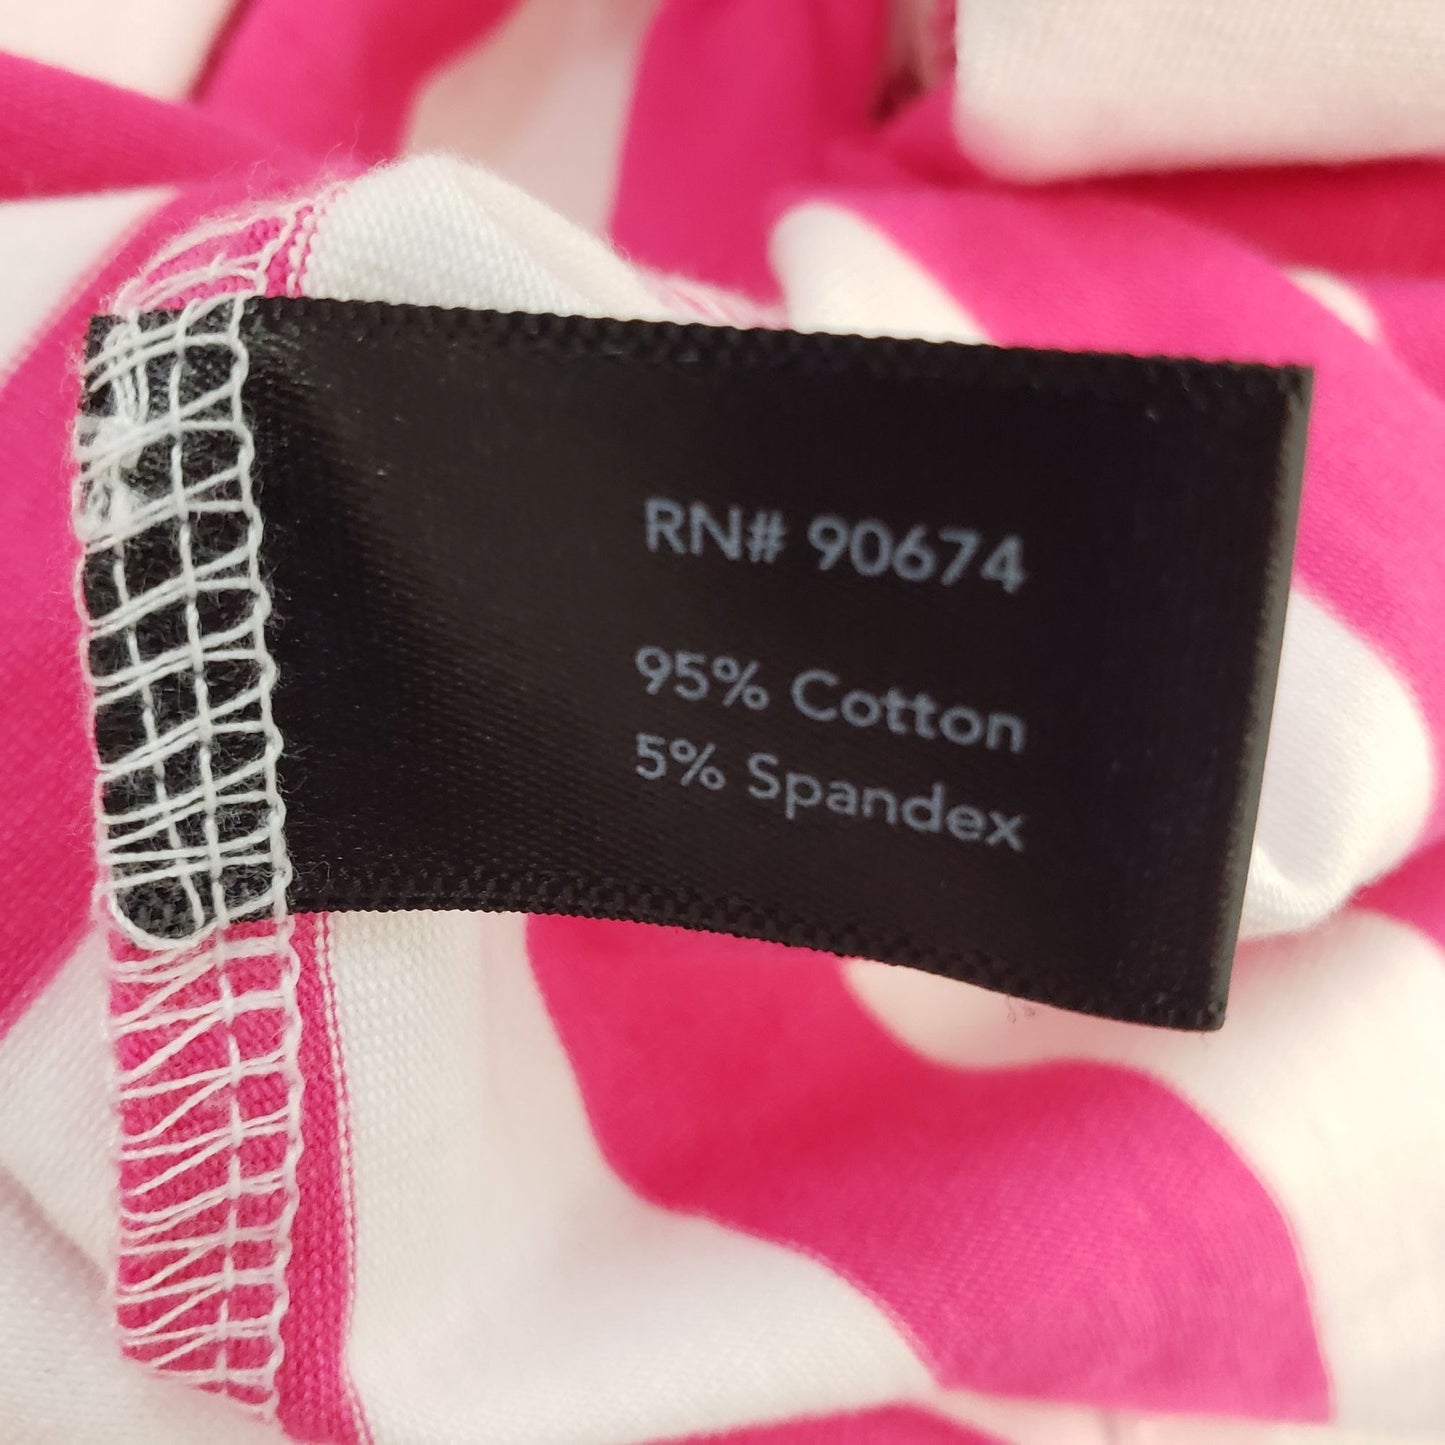 RN# 90674
95% Cotton
5% Spandex